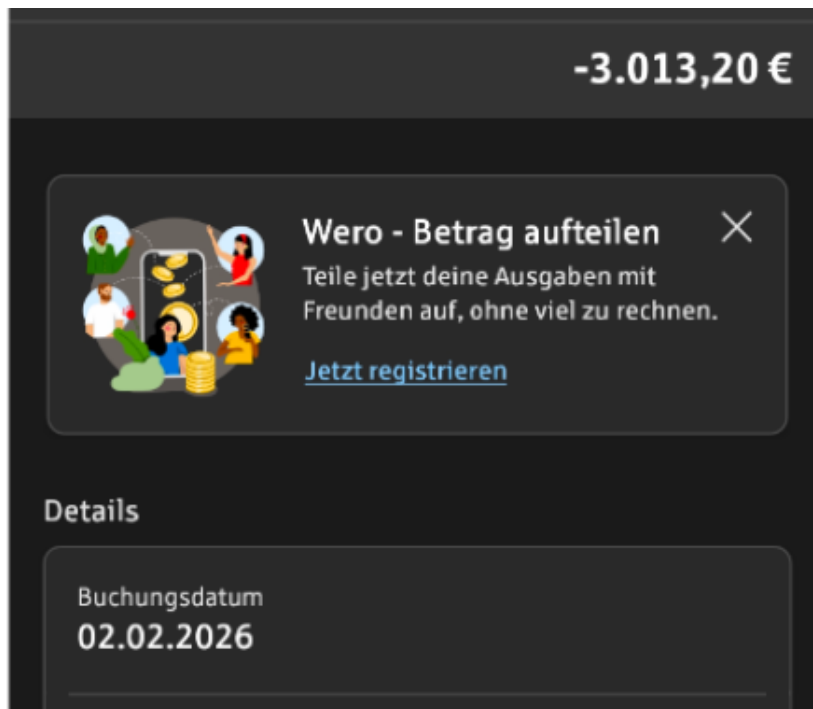 -3.013,20 €
Wero - Betrag aufteilen
Teile jetzt deine Ausgaben mit
Freunden auf, ohne viel zu rechnen.
Jetzt registrieren
Details
Buchungsdatum
02.02.2026